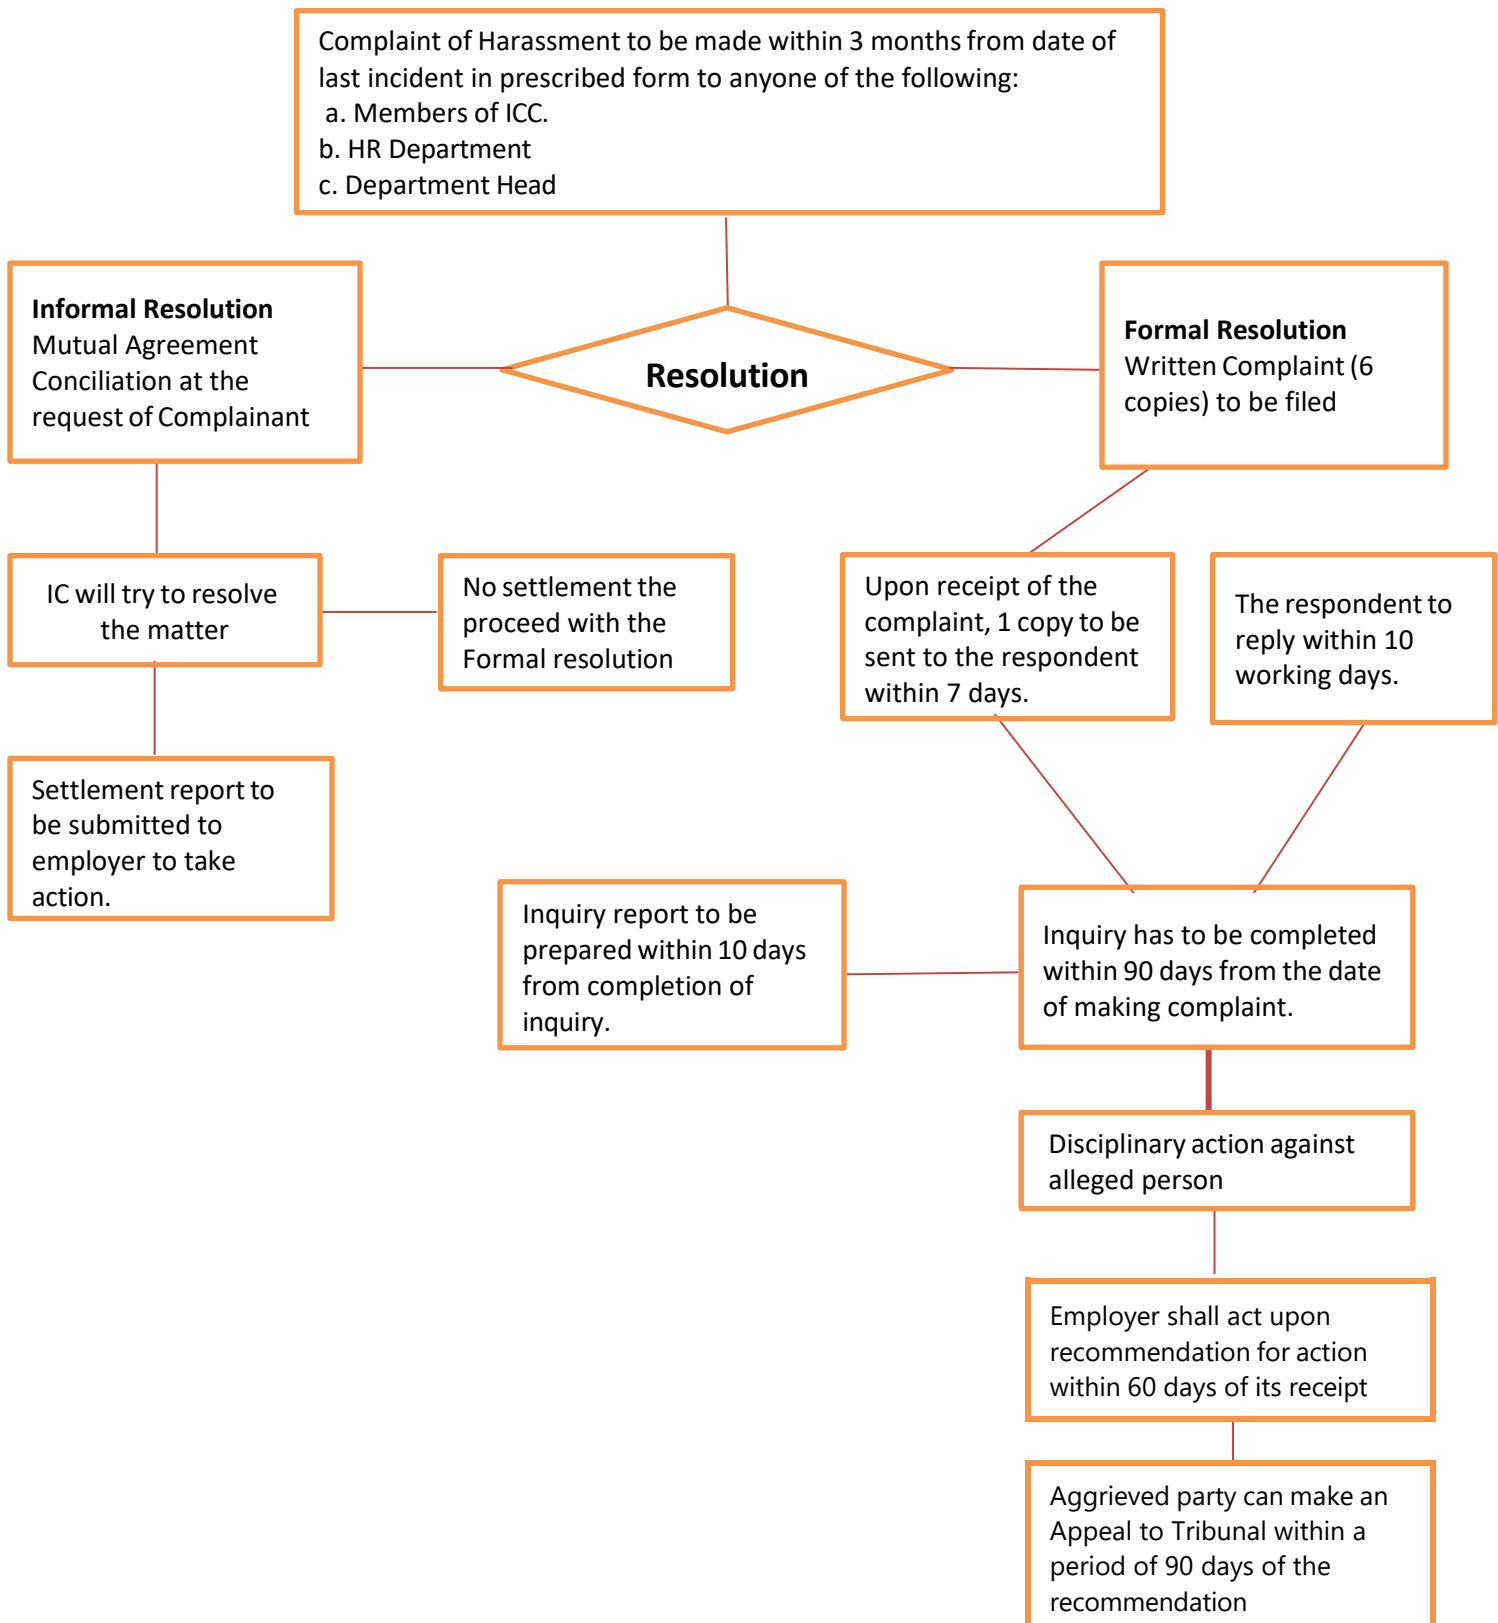 Complaint of Harassment to be made within 3 months from date of
last incident in prescribed form to anyone of the following:
a. Members of ICC.
b. HR Department
c. Department Head
Informal Resolution
Mutual Agreement
Conciliation at the
request of Complainant
Resolution
Formal Resolution
Written Complaint (6
copies) to be filed
IC will try to resolve
the matter
No settlement the
proceed with the
Formal resolution
Upon receipt of the
complaint, 1 copy to be
sent to the respondent
within 7 days.
The respondent to
reply within 10
working days.
Settlement report to
be submitted to
employer to take
action.
Inquiry report to be
prepared within 10 days
from completion of
inquiry.
Inquiry has to be completed
within 90 days from the date
of making complaint.
Disciplinary action against
alleged person
Employer shall act upon
recommendation for action
within 60 days of its receipt
Aggrieved party can make an
Appeal to Tribunal within a
period of 90 days of the
recommendation